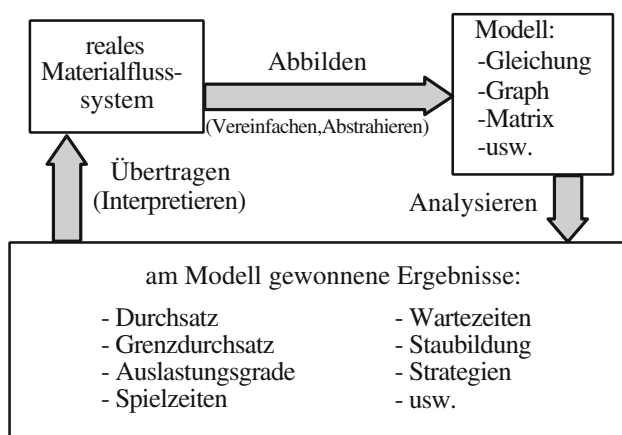 reales
Materialfluss-
system
Abbilden
(Vereinfachen,Abstrahieren)
Modell:
-Gleichung
-Graph
-Matrix
-usw.
Übertragen
(Interpretieren)
Analysieren
am Modell gewonnene Ergebnisse:
- Durchsatz
- Grenzdurchsatz
- Auslastungsgrade
- Spielzeiten
- Wartezeiten
- Staubildung
- Strategien
- usw.